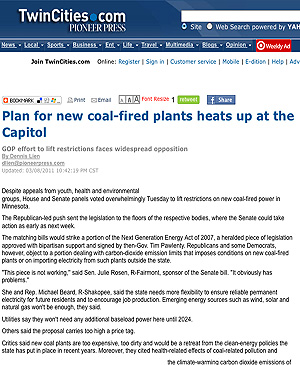 TwinCities.com
PIONEER PRESS
Site Web Search powered by YAH
News Local Sports Business Ent Life Travel Multimedia Blogs Opinion Weekly Ad
Join TwinCities.com Online: Register | Sign in | Customer service | Mobile | E-edition | Help | Adve
BOOKMARK Print Email Font Resize 1 retweet Share
Plan for new coal-fired plants heats up at the
Capitol
GOP effort to lift restrictions faces widespread opposition
By Dennis Lien
dlien@pioneerpress.com
Updated: 03/08/2011 10:42:19 PM CST
Despite appeals from youth, health and environmental
groups, House and Senate panels voted overwhelmingly Tuesday to lift restrictions on new coal-fired power in
Minnesota.
The Republican-led push sent the legislation to the floors of the respective bodies, where the Senate could take
action as early as next week.
The matching bills would strike a portion of the Next Generation Energy Act of 2007, a heralded piece of legislation
approved with bipartisan support and signed by then-Gov. Tim Pawlenty. Republicans and some Democrats,
however, object to a portion dealing with carbon-dioxide emission limits that imposes conditions on new coal-fired
plants or on importing electricity from such plants outside the state.
"This piece is not working," said Sen. Julie Rosen, R-Fairmont, sponsor of the Senate bill. "It obviously has
problems."
She and Rep. Michael Beard, R-Shakopee, said the state needs more flexibility to ensure reliable permanent
electricity for future residents and to encourage job production. Emerging energy sources such as wind, solar and
natural gas won't be enough, they said.
Utilities say they won't need any additional baseload power here until 2024.
Others said the proposal carries too high a price tag.
Critics said new coal plants are too expensive, too dirty and would be a retreat from the clean-energy policies the
state has put in place in recent years. Moreover, they cited health-related effects of coal-related pollution and
the climate-warming carbon dioxide emissions of